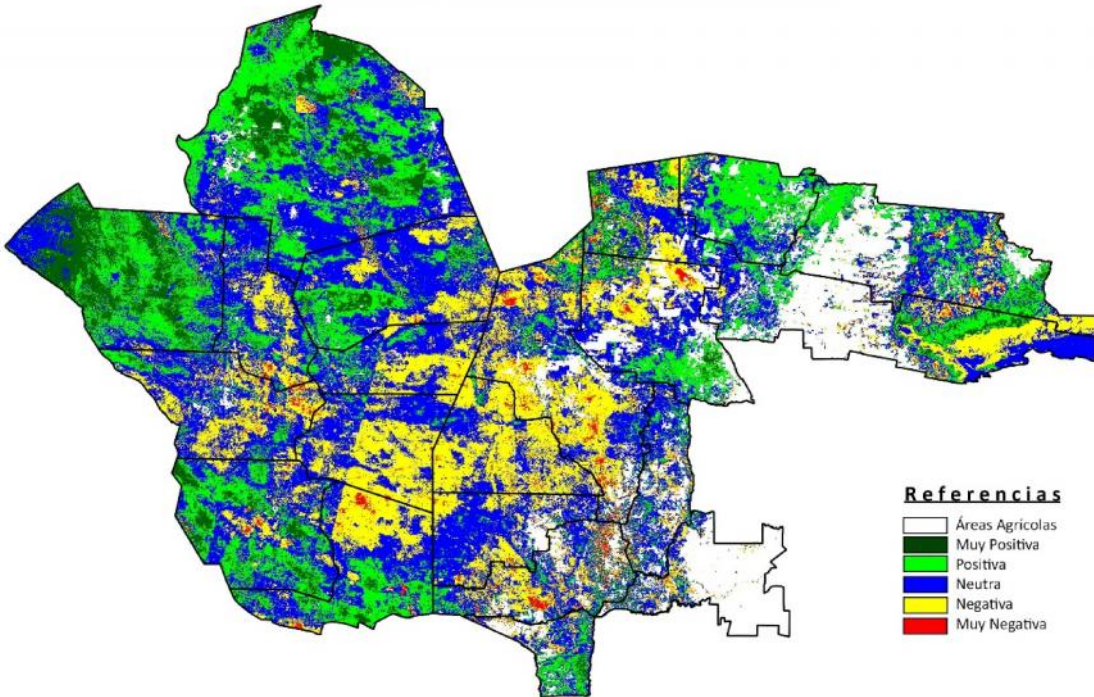 Referencias
Áreas Agrícolas
Muy Positiva
Positiva
Neutra
Negativa
Muy Negativa